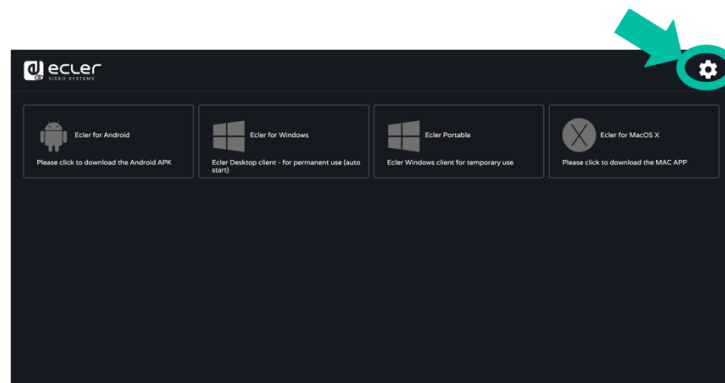 ecler
VIDEO SYSTEMS
Ecler for Android
Please click to download the Android APK
Ecler for Windows
Ecler Desktop client - for permanent use (auto
start)
Ecler Portable
Ecler Windows client for temporary use
Ecler for MacOS X
Please click to download the MAC APP